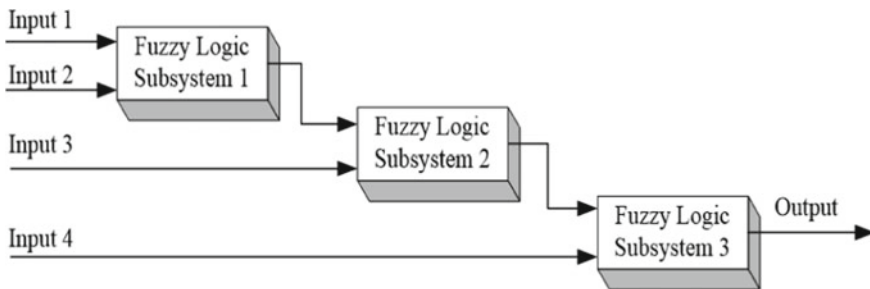 Input 1
Fuzzy Logic
Subsystem 1
Input 2
Input 3
Fuzzy Logic
Subsystem 2
Input 4
Fuzzy Logic
Subsystem 3
Output